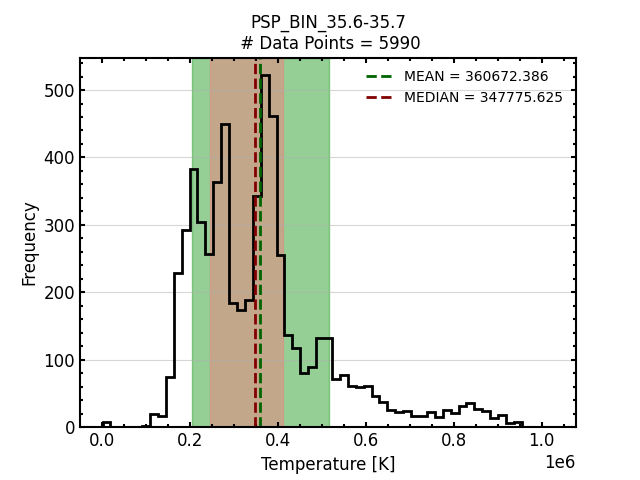 PSP_BIN_35.6-35.7
# Data Points = 5990
MEAN = 360672.386
MEDIAN = 347775.625
Frequency
500
400
300
200
100
0
0.0 0.2 0.4 0.6 0.8 1.0
1e6
Temperature [K]